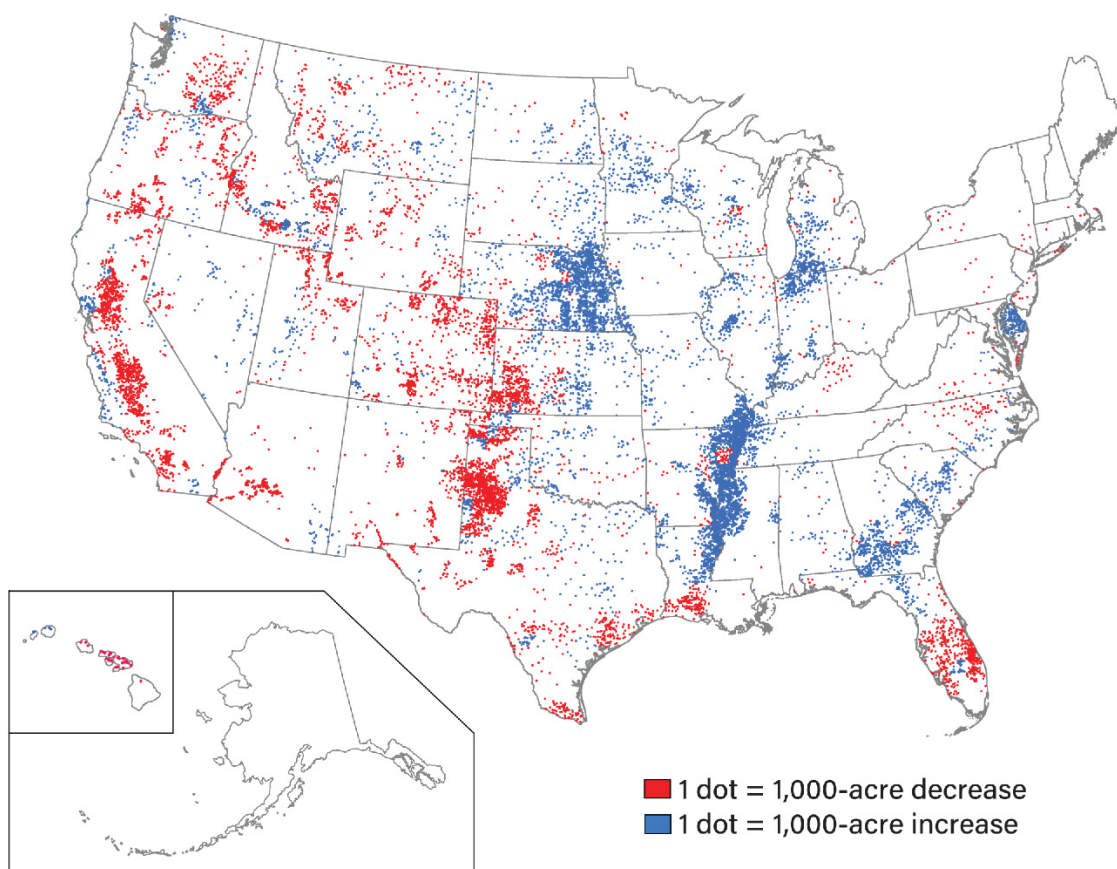 1 dot = 1,000-acre decrease
1 dot = 1,000-acre increase